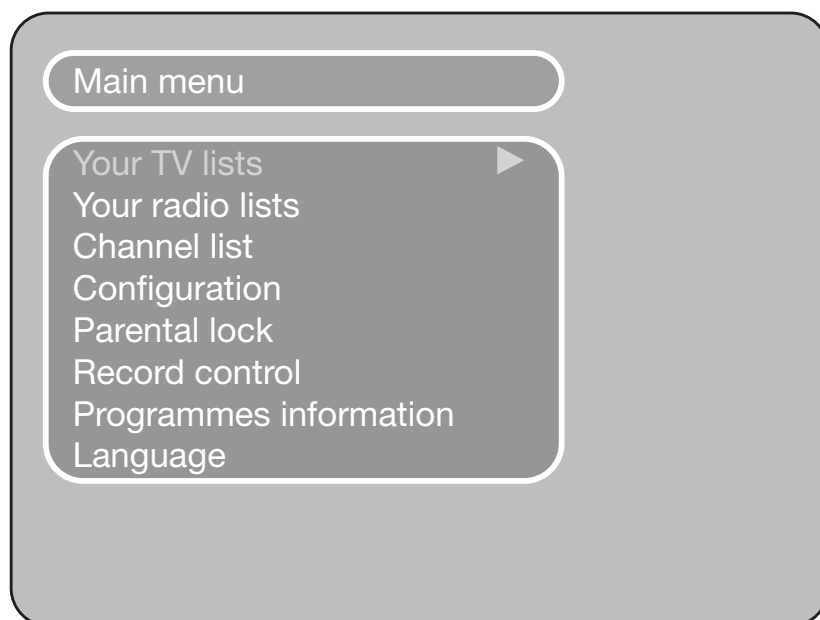 Main menu
Your TV lists
Your radio lists
Channel list
Configuration
Parental lock
Record control
Programmes information
Language